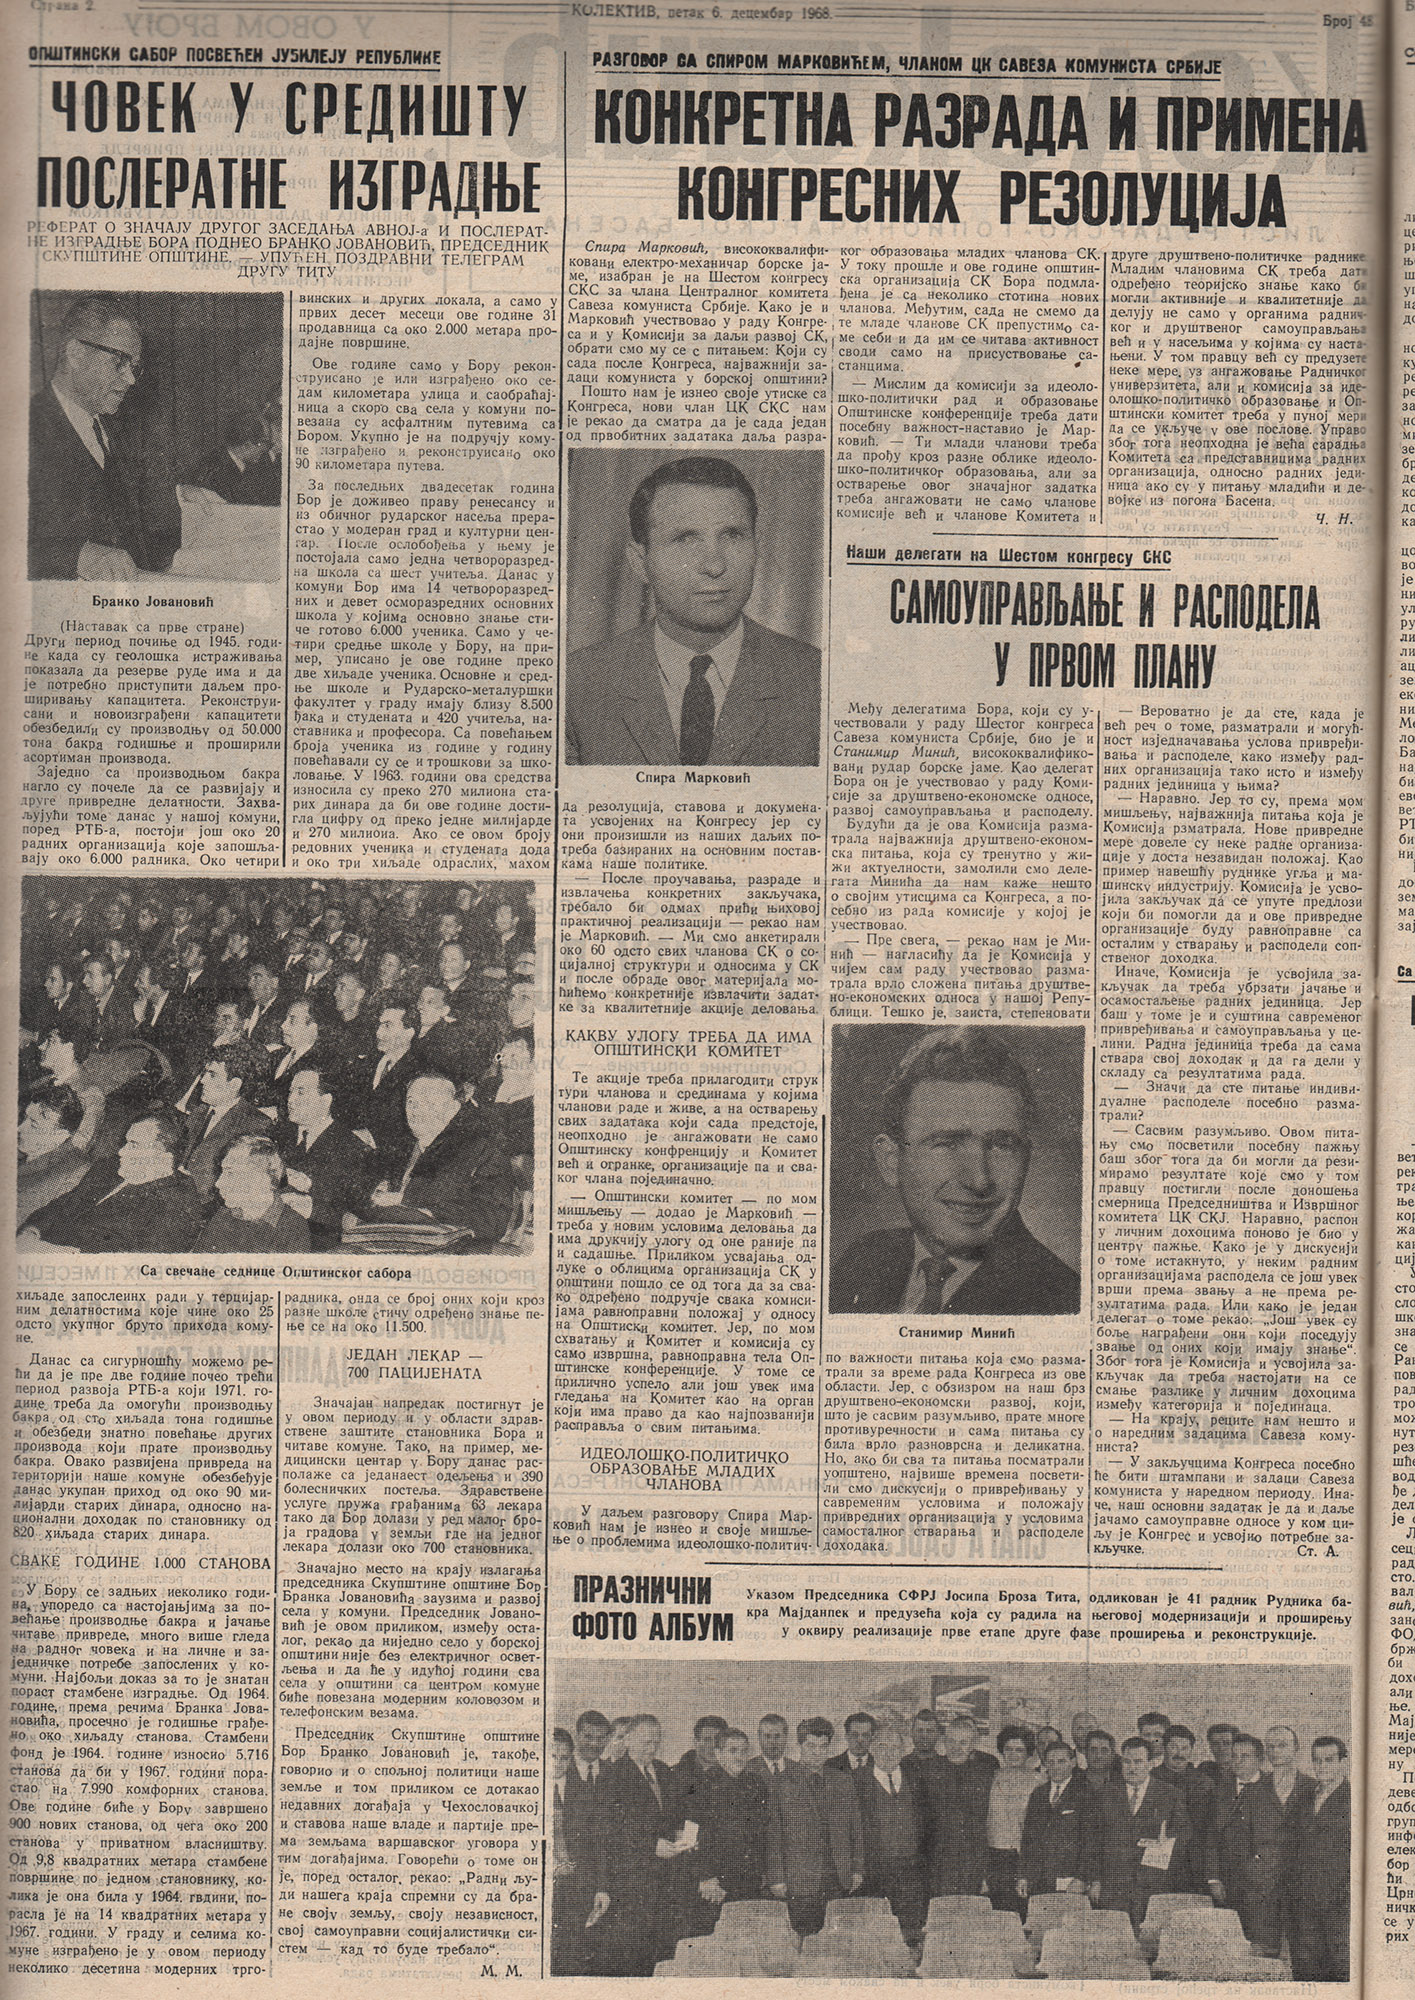 Страна 2.
КОЛЕКТИВ, петак 6. децембар 1968.
Број 48
ОПШТИНСКИ САБОР ПОСВЕЋЕН ЈУБИЛЕЈУ РЕПУБЛИКЕ
ЧОВЕК У СРЕДИШТУ
ПОСЛЕРАТНЕ ИЗГРАДЊЕ
РЕФЕРАТ О ЗНАЧАЈУ ДРУГОГ ЗАСЕДАЊА АВНОЈ-а И ПОСЛЕРАТ-
НЕ ИЗГРАДЊЕ БОРА ПОДНЕО БРАНКО ЈОВАНОВИЋ, ПРЕДСЕДНИК
СКУПШТИНЕ ОПШТИНЕ. — УПУЋЕН ПОЗДРАВНИ ТЕЛЕГРАМ
ДРУГУ ТИТУ
Бранко Јовановић
(Наставак са прве стране)
Други период почиње од 1945. годи-
не када су геолошка истраживања
показала да резерве руде има и да
је потребно приступити даљем про-
ширивању капацитета. Реконструи-
сани и новоизграђени капацитети
обезбедили су производњу од 50.000
тона бакра годишње и проширили
асортиман производа.
Заједно са производњом бакра
нагло су почеле да се развијају и
друге привредне делатности. Захва-
љујући томе данас у нашој комуни,
поред РТБ-а, постоји још око 20
радних организација које запошља-
вају око 6.000 радника. Око четири
винских и других локала, а само у
првих десет месеци ове године 31
продавница са око 2.000 метара про-
дајне површине.
Ове године само у Бору рекон-
струисано је или изграђено око се-
дам километара улица и саобраћај-
ница а скоро сва села у комуни по-
везана су асфалтним путевима са
Бором. Укупно је на подручју кому-
не изграђено и реконструисано око
90 километара путева.
За последњих двадесетак година
Бор је доживео праву ренесансу и
из обичног рударског насеља прера-
стао у модеран град и културни цен-
тар. После ослобођења у њему је
постојала само једна четвороразред-
на школа са шест учитеља. Данас у
комуни Бор има 14 четвороразред-
них и девет осморазредних основних
школа у којима основно знање сти-
че готово 6.000 ученика. Само у че-
тири средње школе у Бору, на при-
мер, уписано је ове године преко
две хиљаде ученика. Основне и сред-
ње школе и Рударско-металуршки
факултет у граду имају близу 8.500
ђака и студената и 420 учитеља, на-
ставника и професора. Са повећањем
броја ученика из године у годину
повећавали су се и трошкови за шко-
ловање. У 1963. години ова средства
износила су преко 270 милиона ста-
рих динара да би ове године дости-
гла цифру од преко једне милијарде
и 270 милиона. Ако се овом броју
редовних ученика и студената дода
и око три хиљаде одраслих, махом
Са свечане седнице Општинског сабора
хиљаде запослених ради у терцијар-
ним делатностима које чине око 25
одсто укупног бруто прихода кому-
не.
Данас са сигурношћу можемо ре-
ћи да је пре две године почео трећи
период развоја РТБ-а који 1971. го-
дине треба да омогући производњу
бакра од сто хиљада тона годишње
и обезбеди знатно повећање других
производа који прате производњу
бакра. Овако развијена привреда на
територији наше комуне обезбеђује
данас укупан приход од око 90 ми-
лијарди старих динара, односно на-
ционални доходак по становнику од
820 хиљада старих динара.
СВАКЕ ГОДИНЕ 1.000 СТАНОВА
У Бору се задњих неколико годи-
на, упоредо са настојањјима за по-
већање производње бакра и јачање
читаве привреде, много више гледа
на радног човека и на личне и за-
једничке потребе запослених у ко-
муни. Најбољи доказ за то је знатан
пораст стамбене изградње. Од 1964.
године, према речима Бранка Јова-
новића, просечно је годишње грађе-
но око хиљаду станова. Стамбени
фонд је 1964. године износио 5.716
станова да би у 1967. години пора-
стао на 7.990 комфорних станова.
Ове године биће у Бору завршено
900 нових станова, од чега око 200
станова у приватном власништву.
Од 9,8 квадратних метара стамбене
површине по једном становнику, ко-
лика је она била у 1964. гвдини, по-
расла је на 14 квадратних метара у
1967. години. У граду и селима ко-
муне изграђено је у овом периоду
неколико десетина модерних трго-
радника, онда се број оних који кроз
разне школе стичу одређено знање пе-
ње се на око 11.500.
ЈЕДАН ЛЕКАР —
700 ПАЦИЈЕНАТА
Значајан напредак постигнут је
у овом периоду и у области здрав-
ствене заштите становника Бора и
читаве комуне. Тако, на пример, ме-
дицински центар у Бору данас рас-
полаже са једанаест одељења и 390
болесничких постеља. Здравствене
услуге пружа грађанима 63 лекара
тако да Бор долази у ред малог бро-
ја градова у земљи где на једног
лекара долази око 700 становника.
Значајно место на крају излагања
председника Скупштине општине Бор
Бранка Јовановића заузима и развој
села у комуни. Председник Јовано-
вић је овом приликом, између оста-
лог, рекао да ниједно село у борској
општини није без електричног освет-
љења и да ће у идућој години сва
села у општини са центром комуне
биће повезана модерним коловозом и
телефонским везама.
Председник Скупштине општине
Бор Бранко Јовановић је, такође,
говорио и о спољној политици наше
земље и том приликом се дотакао
недавних догађаја у Чехословачкој
и ставова наше владе и партије пре-
ма земљама варшавског уговора у
тим догађајима. Говорећи о томе он
је, поред осталог, рекао: „Радни љу-
ди нашега краја спремни су да бра-
не своју земљу, своју независност,
свој самоуправни социјалистички си-
стем — кад то буде требало“.
М. М.
РАЗГОВОР СА СПИРОМ МАРКОВИЋЕМ, ЧЛАНОМ ЦК САВЕЗА КОМУНИСТА СРБИЈЕ
КОНКРЕТНА РАЗРАДА И ПРИМЕНА
КОНГРЕСНИХ РЕЗОЛУЦИЈА
Спира Марковић, висококвалифи-
ковани електро-механичар борске ја-
ме, изабран је на Шестом конгресу
СКС за члана Централног комитета
Савеза комуниста Србије. Како је и
Марковић учествовао у раду Конгре-
са и у Комисији за даљи развој СК,
обрати смо му се с питањем: Који су
сада после Конгреса, најважнији за-
даци комуниста у борској општини?
Пошто нам је изнео своје утиске са
Конгреса, нови члан ЦК СКС нам
је рекао да сматра да је сада један
од првобитних задатака даља разра-
Спира Марковић
да резолуција, ставова и докумена-
та усвојених на Конгресу јер су
они произишли из наших даљих по-
треба базираних на основним постав-
кама наше политике.
— После проучавања, разраде и
извлачења конкретних закључака,
требало би одмах прићи њиховој
практичној реализацији — рекао нам
је Марковић. — Ми смо анкетирали
око 60 одсто свих чланова СК о со-
цијалној структури и односима у СК
и после обраде овог материјала мо-
ћићемо конкретније извлачити задат-
ке за квалитетније акције деловања.
КАКВУ УЛОГУ ТРЕБА ДА ИМА
ОПШТИНСКИ КОМИТЕТ
Те акције треба прилагодити струк
тури чланова и срединама у којима
чланови раде и живе, а на остварењу
свих задатака који сада предстоје,
неопходно је ангажовати не само
Општинску конфренцију и Комитет
већ и огранке, организације па и сва-
ког члана појединачно.
— Општински комитет — по мом
мишљењу — додао је Марковић —
треба у новим условима деловања да
има друкчију улогу од оне раније па
и садашње. Приликом усвајања од-
луке о облицима организација СК у
општини пошло се од тога да за сва-
ко одређено подручје свака комиси-
јама равноправни положај у односу
на Општиски комитет. Јер, по мом
схватању и Комитет и комисија су
само извршна, равноправна тела Оп-
штинске конференције. У томе се
прилично успело али још увек има
гледања на Комитет као на орган
који има право да као најпозванији
расправља о свим питањима.
ИДЕОЛОШКО-ПОЛИТИЧКО
ОБРАЗОВАЊЕ МЛАДИХ
ЧЛАНОВА
У даљем разговору Спира Мар-
ковић нам је изнео и своје мишље-
ње о проблемима идеолошко-политич-
ког образовања младих чланова СК.
У току прошле и ове године општин-
ска организација СК Бора подмла-
ђена је са неколико стотина нових
чланова. Међутим, сада не смемо да
те младе чланове СК препустимо са-
ме себи и да им се читава активност
своди само на присуствовање са-
станцима.
— Мислим да комисији за идеоло-
шко-политички рад и образовање
Општинске конференције треба дати
посебну важност-наставио је Мар-
ковић. — Ти млади чланови треба
да прођу кроз разне облике идеоло-
шко-политичког образовања, али за
остварење овог значајног задатка
треба ангажовати не само чланове
комисије већ и чланове Комитета и
друге друштвено-политичке раднике.
Младим члановима СК треба дати
одређено теоријско знање како би
могли активније и квалитетније да
делују не само у органима раднич-
ког и друштвеног самоуправљања
већ и у насељима у којима су наста-
њени. У том правцу већ су предузете
неке мере, уз ангажовање Радничког
универзитета, али и комисија за иде-
олошко-политичко образовање и Оп-
штински комитет треба у пуној мери
да се укључе у ове послове. Управо
због тога неопходна је већа сарадња
Комитета са представницима радних
организација, односно радних једи-
ница ако су у питању младићи и де-
војке из погона Басена.
Ч. Н.
Наши делегати на Шестом конгресу СКС
САМОУПРАВЉАЊЕ И РАСПОДЕЛА
У ПРВОМ ПЛАНУ
Међу делегатима Бора, који су у-
чествовали у раду Шестог конгреса
Савеза комуниста Србије, био је и
Станимир Минић, висококвалифико-
вани рудар борске јаме. Као делегат
Бора он је учествовао у раду Коми-
сије за друштвено-економске односе,
развој самоуправљања и расподелу.
Будући да је ова Комисија разма-
трала најважнија друштвено-економ-
ска питања, која су тренутно у жи-
жи актуелности, замолили смо деле-
гата Минића да нам каже нешто
о својим утисцима са Конгреса, а по-
себно из рада комисије у којој је
учествовао.
— Пре свега, — рекао нам је Ми-
нић — нагласићу да је Комисија у
чијем сам раду учествовао разма-
трала врло сложена питања друштве-
но-економских односа у нашој Репу-
блици. Тешко је, заиста, степеновати
Станимир Минић
по важности питања која смо разма-
трали за време рада Конгреса из ове
области. Јер, с обзизром на наш брз
друштвено-економски развој, који,
што је сасвим разумљиво, прате многе
противуречности и сама питања су
била врло разноврсна и деликатна.
Но, ако би сва та питања посматрали
уопштено, највише времена посвети-
ли смо дискусији о привређивању у
савременим условима и положају
привредних организација у условима
самосталног стварања и расподеле
доходака.
— Вероватно је да сте, када је
већ реч о томе, разматрали и могућ-
ност изједначавања услова привређи-
вања и расподеле, како између рад-
них организација тако исто и између
радних јединица у њима?
— Наравно. Јер то су, према мом
мишљењу, најважнија питања која је
Комисија рзматрала. Нове привредне
мере довеле су неке радне организа-
ције у доста незавидан положај. Као
пример навешћу руднике угља и ма-
шинску индустрију. Комисија је усво-
јила закључак да се упуте предлози
који би помогли да и ове привредне
организације буду равноправне са
осталим у стварању и расподели соп-
ственог доходка.
Иначе, Комисија је усвојила за-
кључак да треба убрзати јачање и
осамостаљење радних јединица. Јер
баш у томе је и суштина савременог
привређивања и самоуправљања у це-
лини. Радна јединица треба да сама
ствара свој доходак и да га дели у
складу са резултатима рада.
— Значи да сте питање индиви-
дуалне расподеле посебно разма-
трали?
— Сасвим разумљиво. Овом пита-
њу смо посветили посебну пажњу
баш због тога да би могли да рези-
мирамо резултате које смо у том
правцу постигли после доношења
смерница Председништва и Извршног
комитета ЦК СКЈ. Наравно, распон
у личним дохоцима поново је био у
центру пажње. Како је у дискусији
о томе истакнуто, у неким радним
организацијама расподела се још увек
врши према звању а не према ре-
зултатима рада. Или како је један
делегат о томе рекао: „Још увек су
боље награђени они који поседују
звање од оних који имају знање“.
Због тога је Комисија и усвојила за-
кључак да треба настојати на се
смање разлике у личним дохоцима
између категорија и појединаца.
— На крају, реците нам нешто и
о наредним задацима Савеза кому-
ниста?
— У закључцима Конгреса посебно
ће бити штампани и задаци Савеза
комуниста у наредном периоду. Ина-
че, наш основни задатак је да и даље
јачамо самоуправне односе у ком ци-
љу је Конгрес и усвојио потребне за-
кључке.
Ст. А.
ПРАЗНИЧНИ
ФОТО АЛБУМ
Указом Председника СФРЈ Јосипа Броза Тита, одликован је 41 радник Рудника ба-
кра Мајданпек и предузећа која су радила на његовој модернизацији и проширењу
у оквиру реализације прве етапе друге фазе проширења и реконструкције.